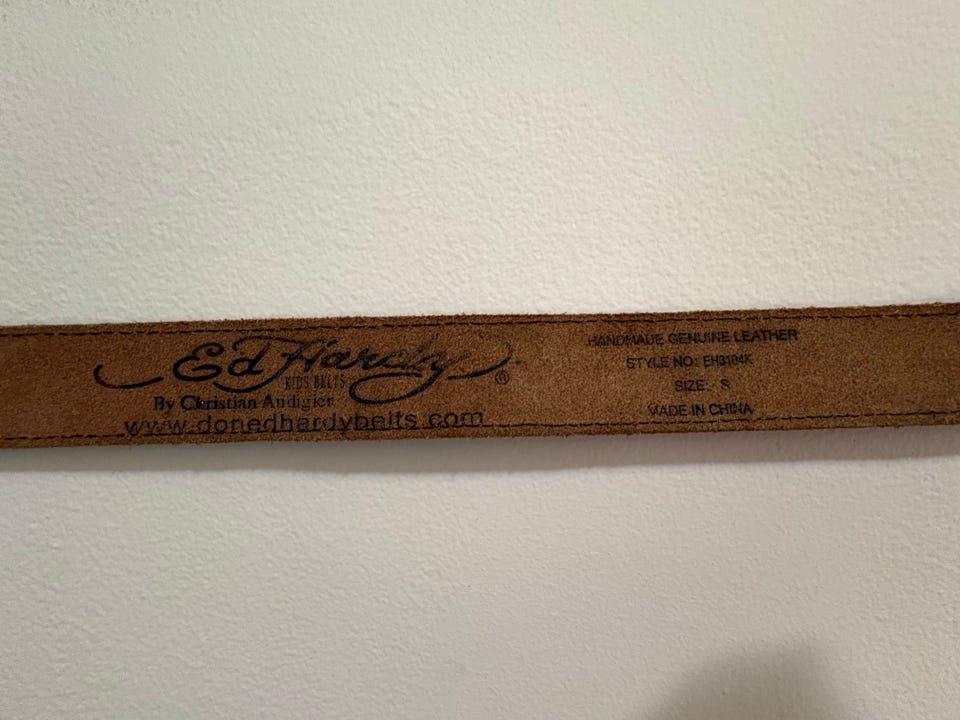 Ed Hardy ®
KIDS BELTS
By Christian Audigier
www.donedhardybelts.com
HANDMADE GENUINE LEATHER
STYLE NO: EH3104K
SIZE: S
MADE IN CHINA